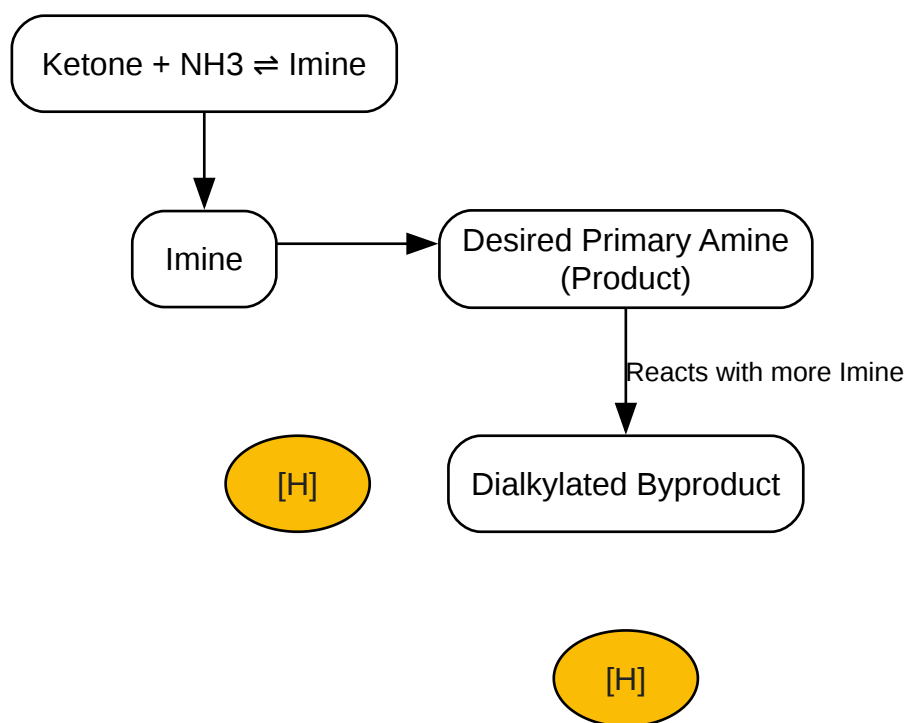 Ketone + NH3 ⇌ Imine
Imine
Desired Primary Amine
(Product)
Reacts with more Imine
[H]
Dialkylated Byproduct
[H]